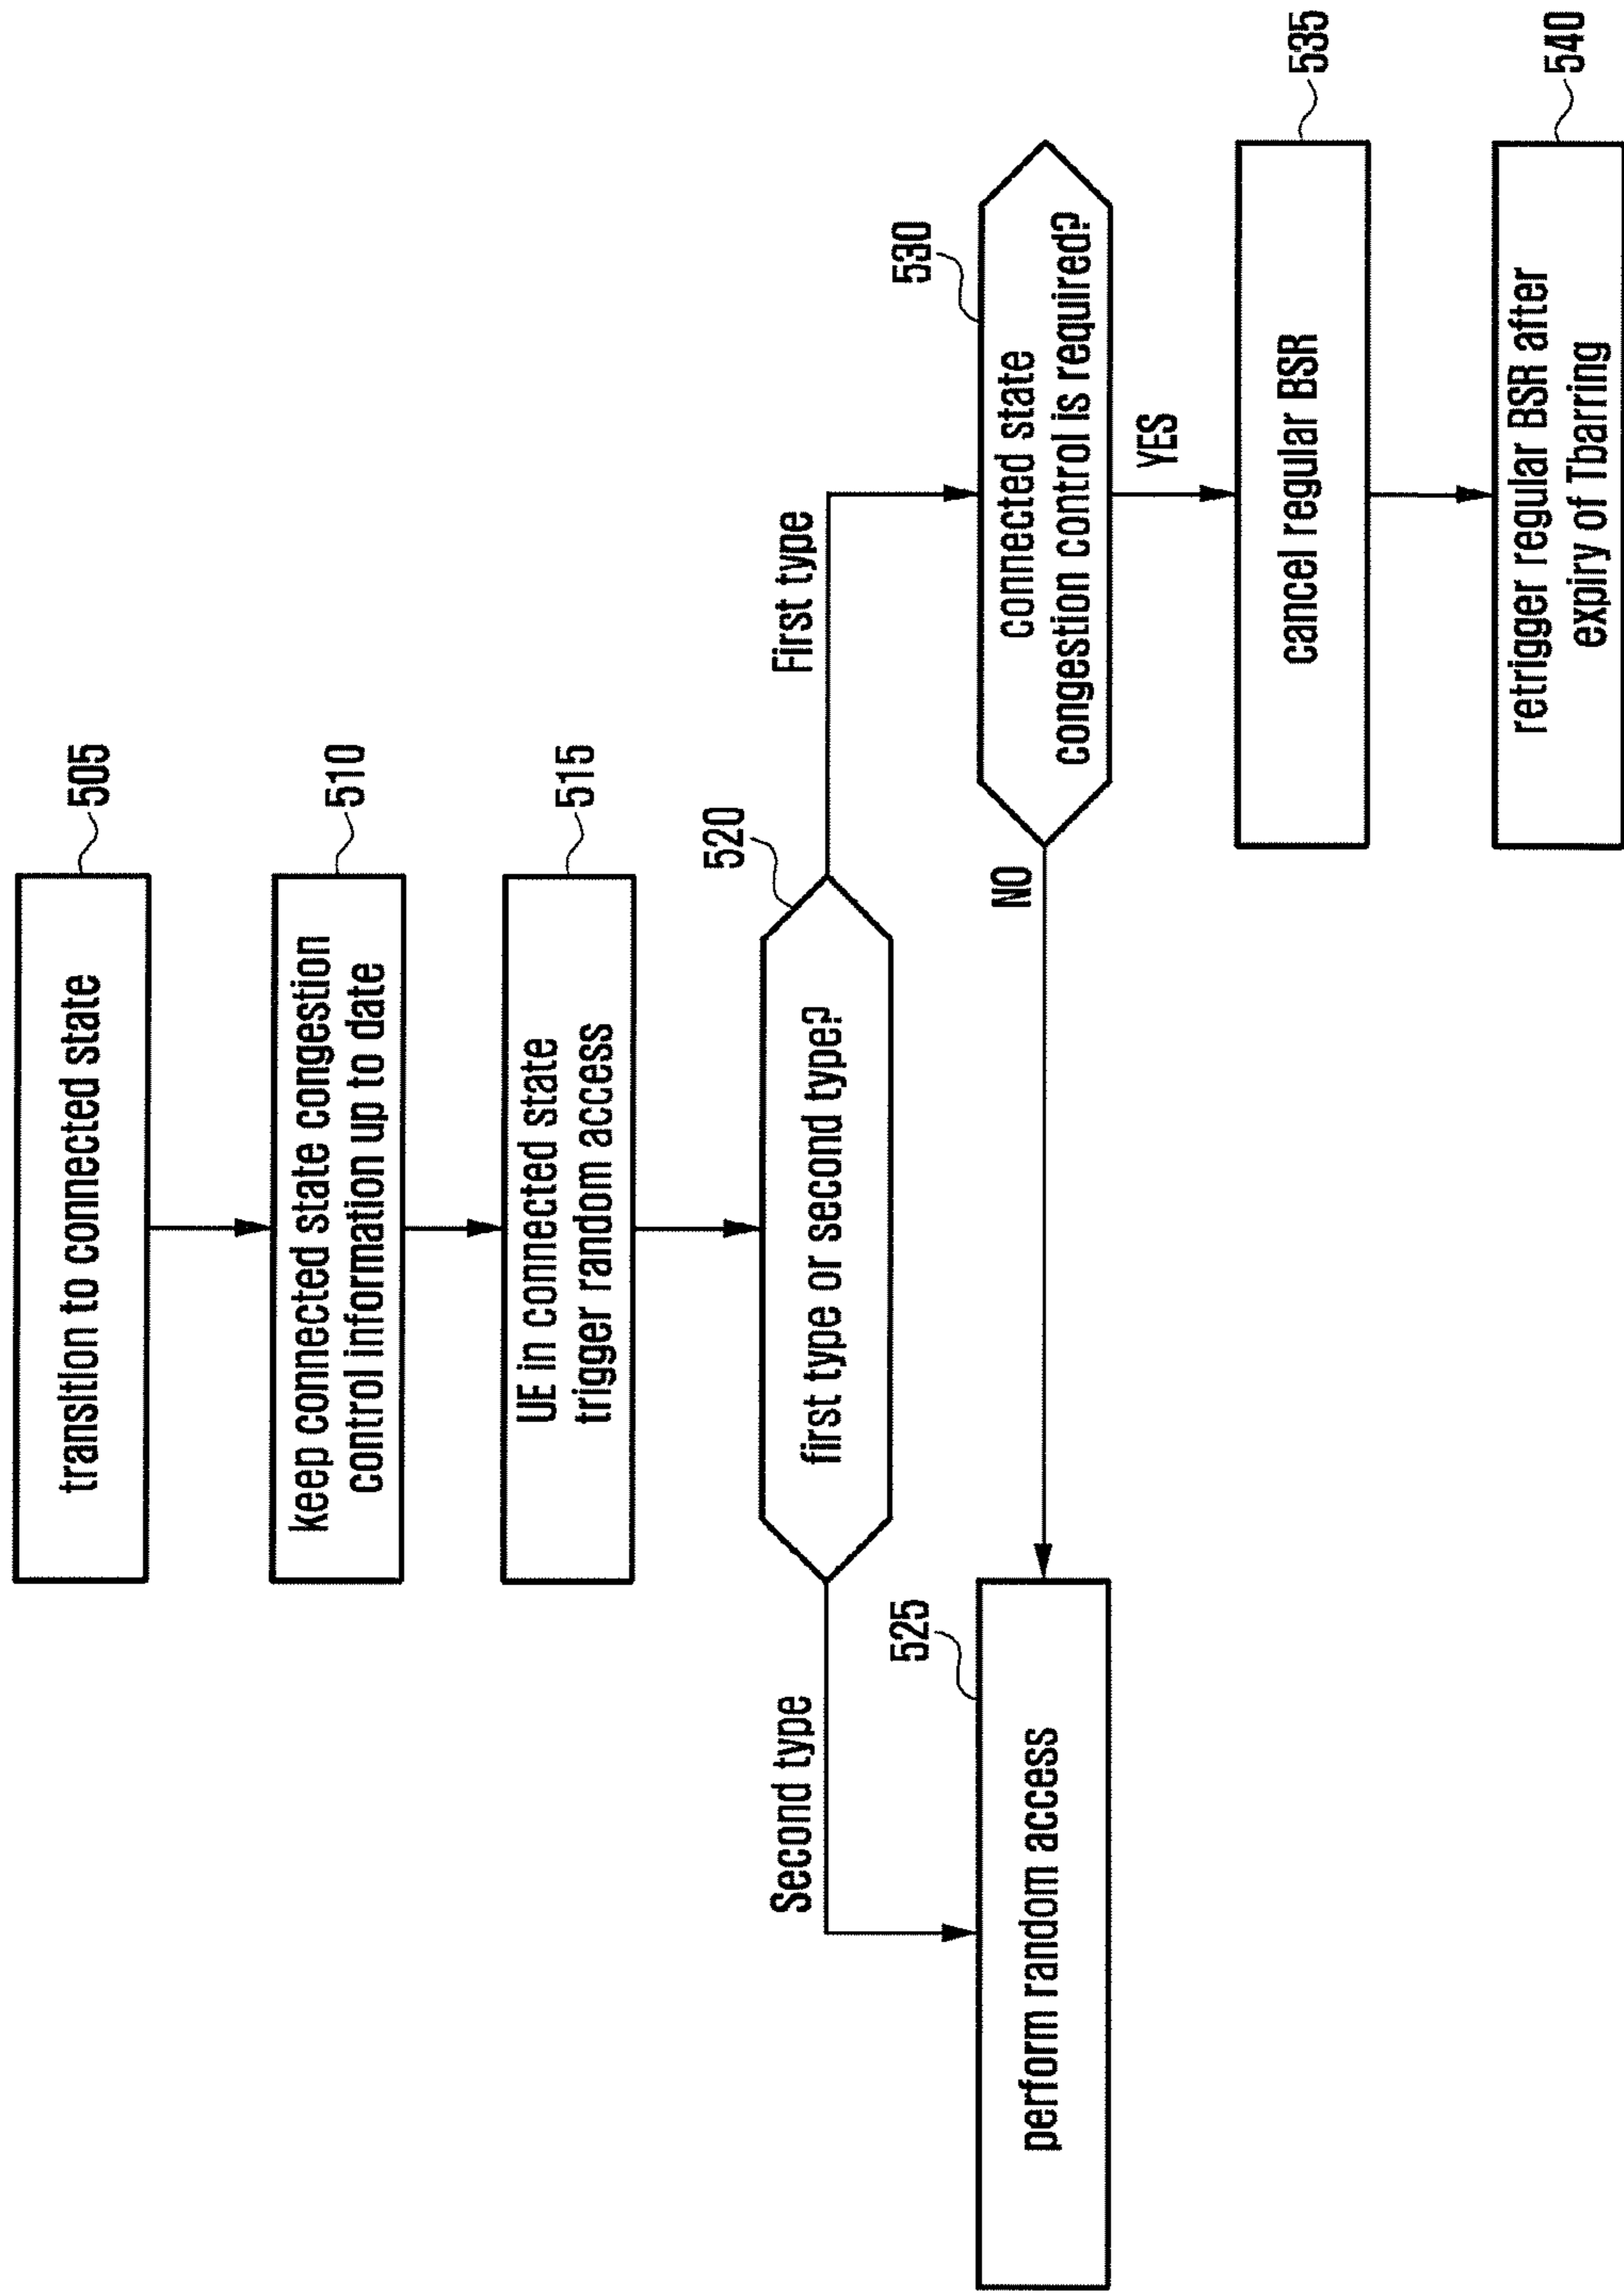 505
transition to connected state
510
keep connected state congestion
control information up to date
515
UE in connected state
trigger random access
520
first type or second type?
Second type
First type
525
perform random access
530
connected state
congestion control is required?
NO
YES
535
cancel regular BSR
540
retrigger regular BSR after
expiry of Tbarring